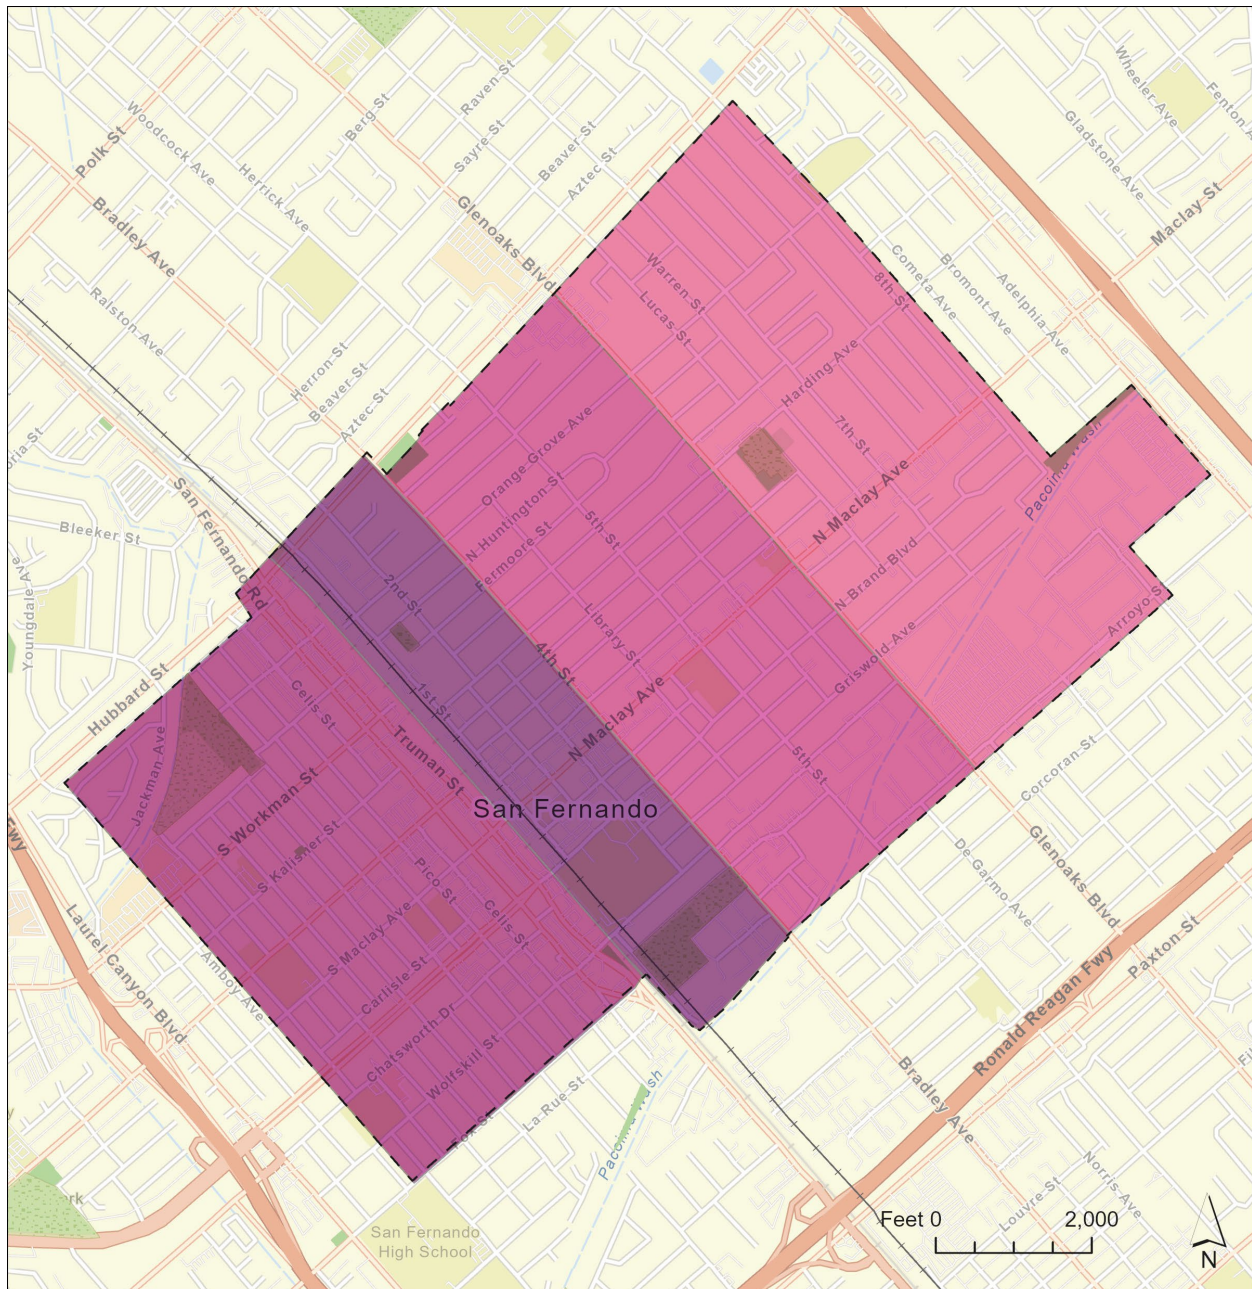 Raven St
Berg St
Wheeler Ave
Fenton
Woodcock Ave
Sayre St
Beaver St
Gladstone Ave
Polk St
Aztec St
Herrick Ave
Maclay St
Bradley Ave
Glenoaks Blvd
Warren St
8th St
Cometa Ave
Bromont Ave
Adelphia Ave
Ralston Ave
Lucas St
Herron St
Beaver St
Harding Ave
Aztec St
Orange Grove Ave
7th St
oria St
Pacoima Wash
N Huntington St
N Maclay Ave
San Fernando Rd
5th St
Bleeker St
Fermoore St
2nd St
N Brand Blvd
Youngdale Ave
Library St
Arroyo S
Griswold Ave
4th St
Hubbard St
Celis St
1st St
N Maclay Ave
Jackman Ave
Truman St
5th St
Corcoran St
S Workman St
San Fernando
Fwy
S Kalisher St
Pico St
Celis St
De Garmo Ave
Glenoaks Blvd
S Maclay Ave
Laurel Canyon Blvd
Amboy Ave
Carlisle St
Paxton St
Ronald Reagan Fwy
Chatsworth Dr
Wolfskill St
La Rue St
Pacoima Wash
Bradley Ave
Norris Ave
Louvre St
San Fernando
High School
Feet 0 2,000
N